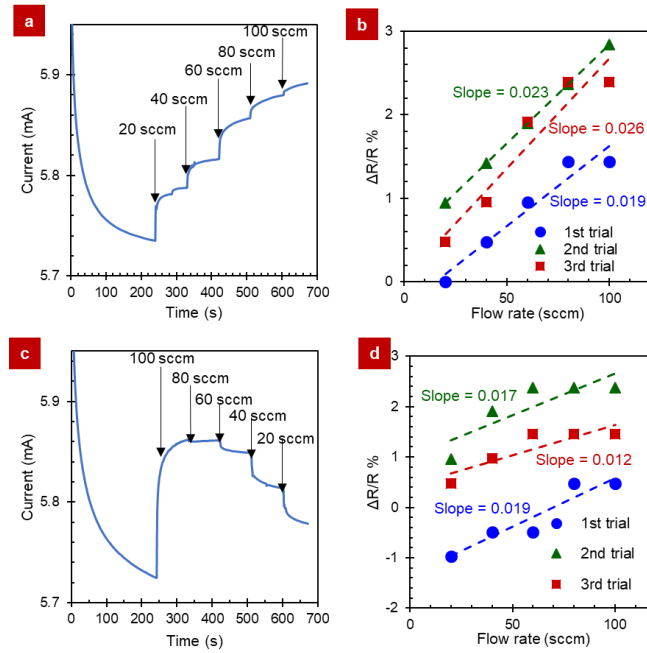 a
5.9
5.8
5.7
Current (mA)
20 sccm
40 sccm
60 sccm
80 sccm
100 sccm
0 100 200 300 400 500 600 700
Time (s)
b
3
2
1
0
ΔR/R %
Slope = 0.023
Slope = 0.026
Slope = 0.019
1st trial
2nd trial
3rd trial
0 50 100
Flow rate (sccm)
c
5.9
5.8
5.7
Current (mA)
100 sccm
80 sccm
60 sccm
40 sccm
20 sccm
0 100 200 300 400 500 600 700
Time (s)
d
3
2
1
0
-1
-2
ΔR/R %
Slope = 0.017
Slope = 0.012
Slope = 0.019
1st trial
2nd trial
3rd trial
0 50 100
Flow rate (sccm)